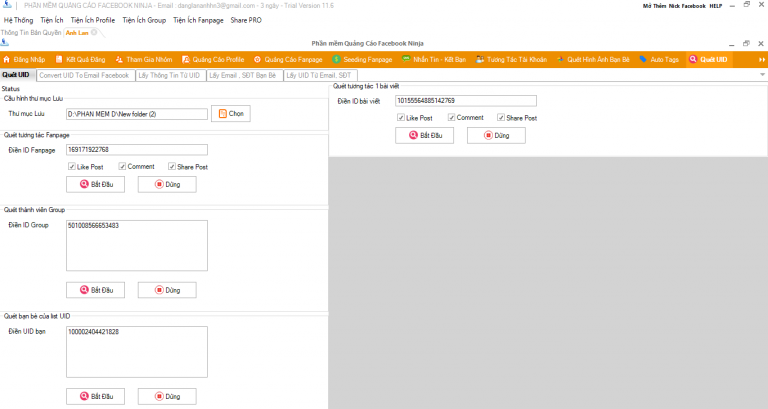 PHẦN MỀM QUẢNG CÁO FACEBOOK NINJA - Email : danglananhhn3@gmail.com - 3 ngày - Trial Version 11.6
Mở Thêm Nick Facebook HELP
Hệ Thống Tiện Ích Tiện Ích Profile Tiện Ích Group Tiện Ích Fanpage Share PRO
Thông Tin Bản Quyền Anh Lan
Phần mềm Quảng Cáo Facebook Ninja
Đăng Nhập Kết Quả Đăng Tham Gia Nhóm Quảng Cáo Profile Quảng Cáo Fanpage Seeding Fanpage Nhắn Tin - Kết Bạn Tương Tác Tài Khoản Quét Hình Ảnh Bạn Bè Auto Tags Quét UID
Quét UID Convert UID To Email Facebook Lấy Thông Tin Từ UID Lấy Email , SĐT Bạn Bè Lấy UID Từ Email, SĐT
Status
Cấu hình thư mục Lưu
Thư mục Lưu D:\PHAN MEM D\New folder (2) Chọn
Quét tương tác Fanpage
Điền ID Fanpage 169171922768
Like Post Comment Share Post
Bắt Đầu Dừng
Quét thành viên Group
Điền ID Group 501008566653483
Bắt Đầu Dừng
Quét bạn bè của list UID
Điền UID bạn 100002404421828
Bắt Đầu Dừng
Quét tương tác 1 bài viết
Điền ID bài viết 10155564885142769
Like Post Comment Share Post
Bắt Đầu Dừng